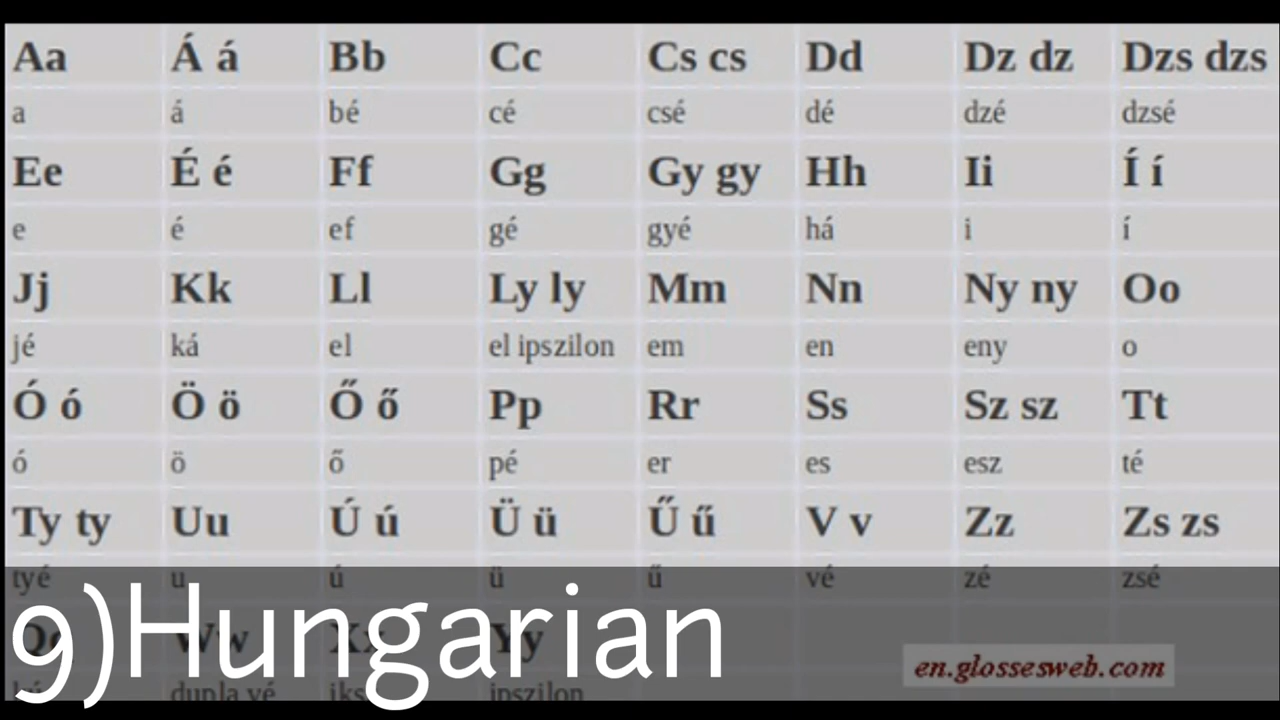 Aa Á á Bb Cc Cs cs Dd Dz dz Dzs dzs
a á bé cé csé dé dzé dzsé
Ee É é Ff Gg Gy gy Hh Ii Í í
e é ef gé gyé há i í
Jj Kk Ll Ly ly Mm Nn Ny ny Oo
jé ká el el ipszilon em en eny o
Ó ó Ö ö Ő ő Pp Rr Ss Sz sz Tt
ó ö ő pé er es esz té
Ty ty Uu Ú ú Ü ü Ű ű V v Zz Zs zs
tyé u ú ü ű vé zé zsé
Ww Yy
dupla vé iksz ipszilon
9)Hungarian
en.glossesweb.com